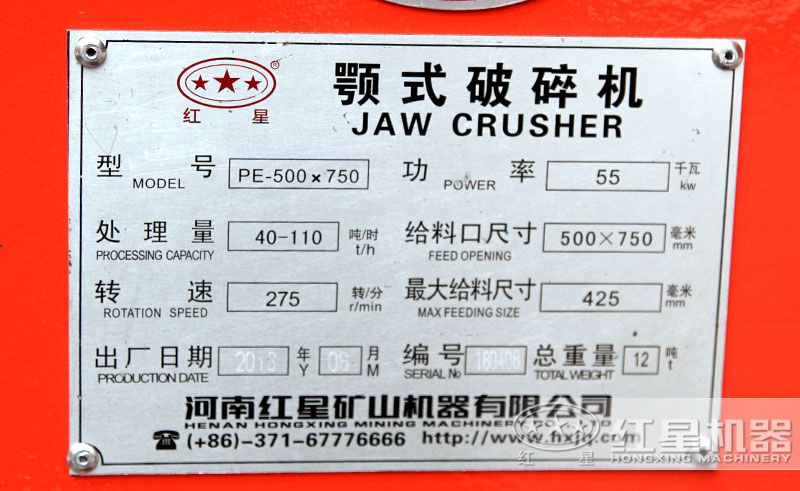 ★★★®
红 星
颚式破碎机
JAW CRUSHER
型 号 PE-500×750 功 率 55 千瓦
MODEL POWER kw
处理量 40-110 吨/时 给料口尺寸 500×750 毫米
PROCESSING CAPACITY t/h FEED OPENING mm
转 速 275 转/分 最大给料尺寸 425 毫米
ROTATION SPEED r/min MAX FEEDING SIZE mm
出厂日期 2013 年 06 月 编号 180408 总重量 12 吨
PRODUCTION DATE Y M SERIAL № TOTAL WEIGHT t
河南红星矿山机器有限公司
HENAN HONGXING MINING MACHINERY CO.,LTD
☎(+86)-371-67776666 http://www.hxjq.com
★★★®
红 星
红星机器
HONGXING MACHINERY